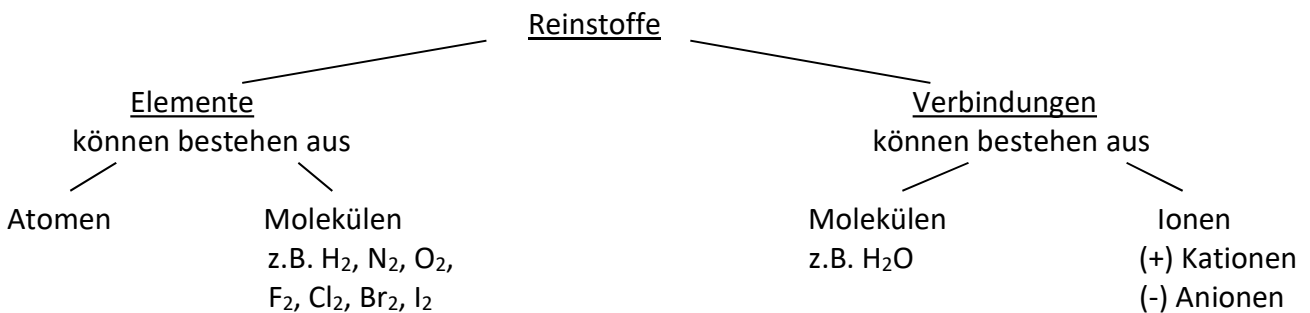 Reinstoffe
Elemente
können bestehen aus
Verbindungen
können bestehen aus
Atomen
Molekülen
z.B. H₂, N₂, O₂,
F₂, Cl₂, Br₂, I₂
Molekülen
z.B. H₂O
Ionen
(+) Kationen
(-) Anionen